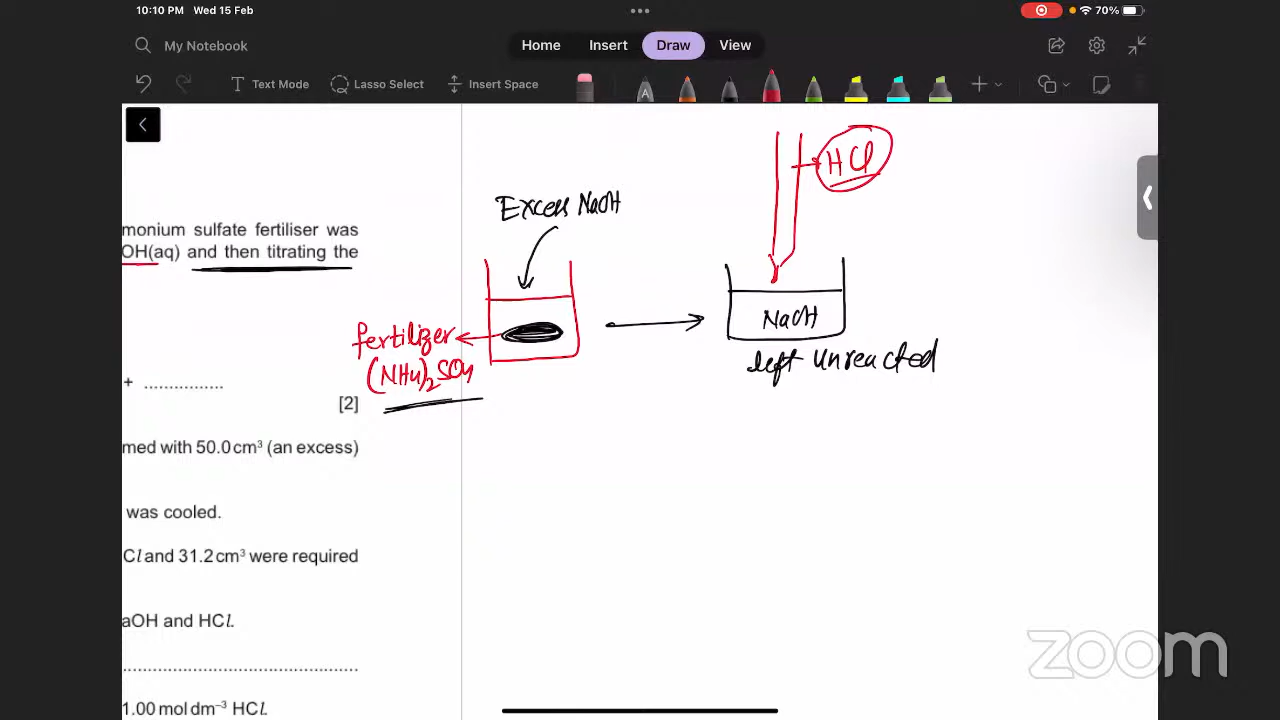 10:10 PM Wed 15 Feb
70%
My Notebook
Home Insert Draw View
Text Mode Lasso Select Insert Space
A
HCl
Excess NaOH
monium sulfate fertiliser was
OH(aq) and then titrating the
NaOH
left unreacted
fertilizer
(NH4)2SO4
+ ................
[2]
med with 50.0 cm³ (an excess)
was cooled.
Cl and 31.2 cm³ were required
aOH and HCl.
................................................
1.00 mol dm⁻³ HCl.
zoom